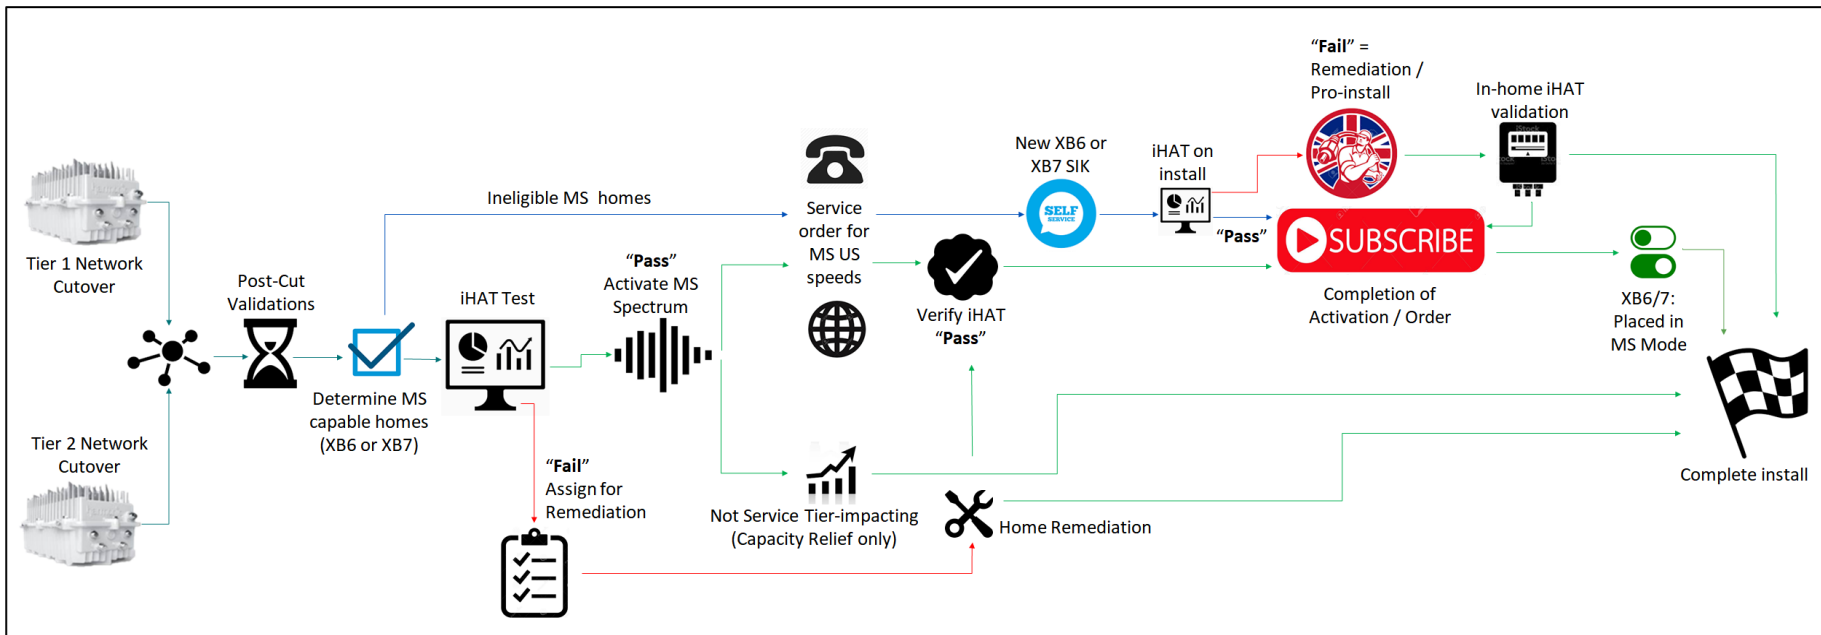 Tier 1 Network
Cutover
Tier 2 Network
Cutover
Post-Cut
Validations
Determine MS
capable homes
(XB6 or XB7)
Ineligible MS  homes
iHAT Test
“Pass”
Activate MS
Spectrum
“Fail”
Assign for
Remediation
Service
order for
MS US
speeds
Not Service Tier-impacting
(Capacity Relief only)
Verify iHAT
“Pass”
Home Remediation
New XB6 or
XB7 SIK
SELF
SERVICE
iHAT on
install
“Pass”
“Fail” =
Remediation /
Pro-install
SUBSCRIBE
Completion of
Activation / Order
In-home iHAT
validation
iStock
XB6/7:
Placed in
MS Mode
Complete install